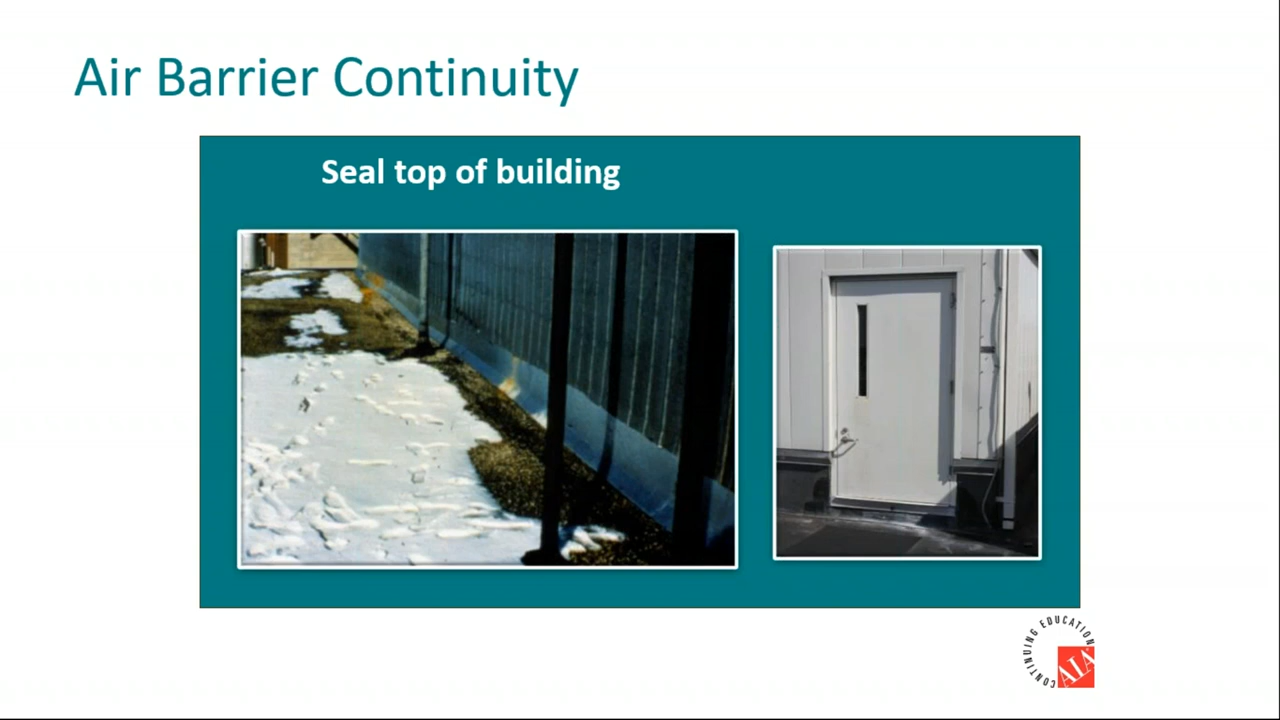 Air Barrier Continuity
Seal top of building
CONTINUING EDUCATION
AIA